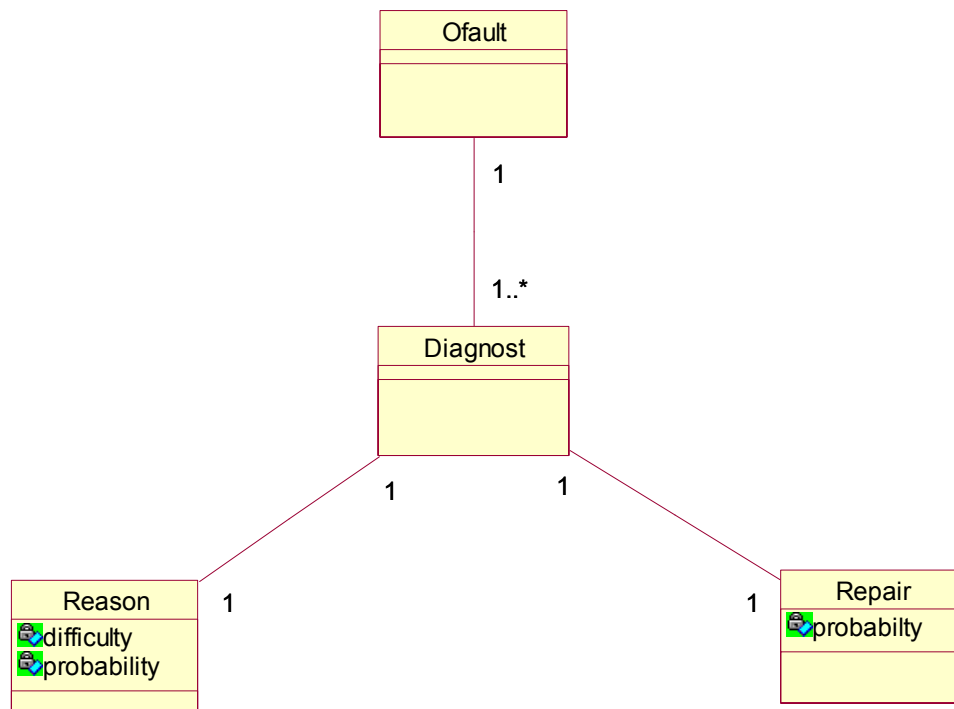 Ofault
1
1..*
Diagnost
1
1
Reason
difficulty
probability
1
1
Repair
probabilty